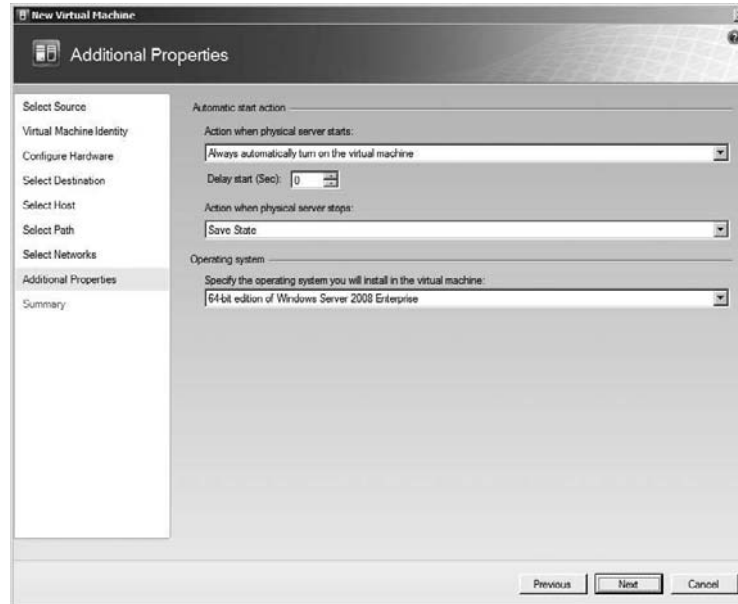 New Virtual Machine
Additional Properties
Select Source
Virtual Machine Identity
Configure Hardware
Select Destination
Select Host
Select Path
Select Networks
Additional Properties
Summary
Automatic start action
Action when physical server starts:
Always automatically turn on the virtual machine
Delay start (Sec): 0
Action when physical server stops:
Save State
Operating system
Specify the operating system you will install in the virtual machine:
64-bit edition of Windows Server 2008 Enterprise
Previous Next Cancel